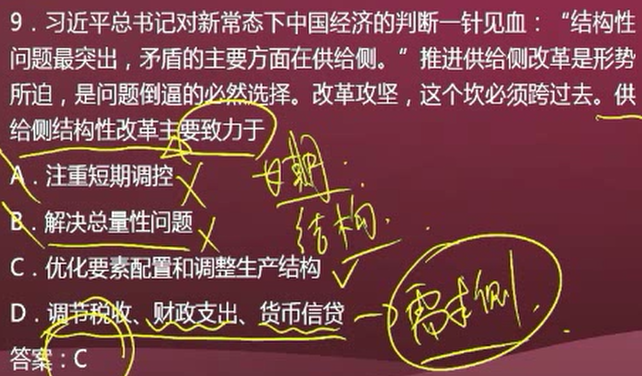 9．习近平总书记对新常态下中国经济的判断一针见血：“结构性
问题最突出，矛盾的主要方面在供给侧。”推进供给侧改革是形势
所迫，是问题倒逼的必然选择。改革攻坚，这个坎必须跨过去。供
给侧结构性改革主要致力于
A．注重短期调控
中期
B．解决总量性问题
结构
C．优化要素配置和调整生产结构
D．调节税收、财政支出、货币信贷
需求侧
答案：C